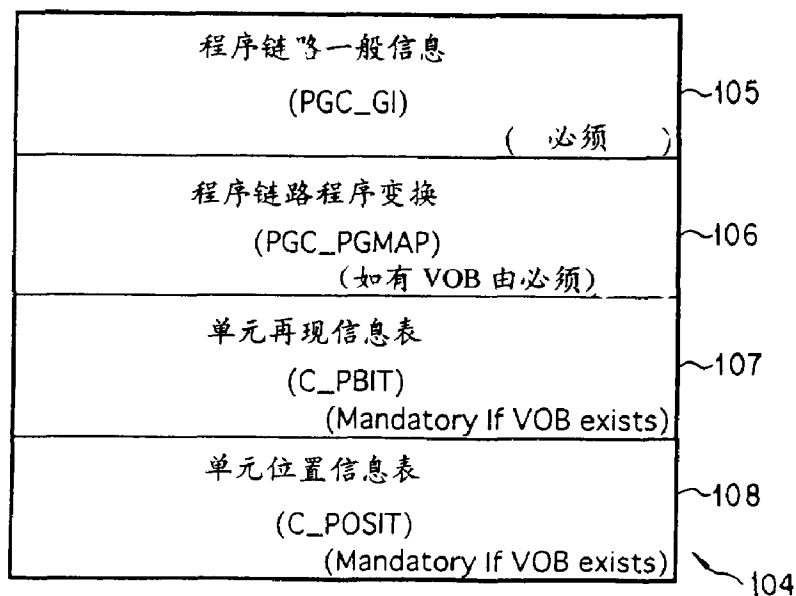 程序链路一般信息
(PGC_GI)
105
( 必须 )
程序链路程序变换
(PGC_PGMAP)
106
(如有 VOB 由必须)
单元再现信息表
(C_PBIT)
107
(Mandatory If VOB exists)
单元位置信息表
(C_POSIT)
108
(Mandatory If VOB exists)
104